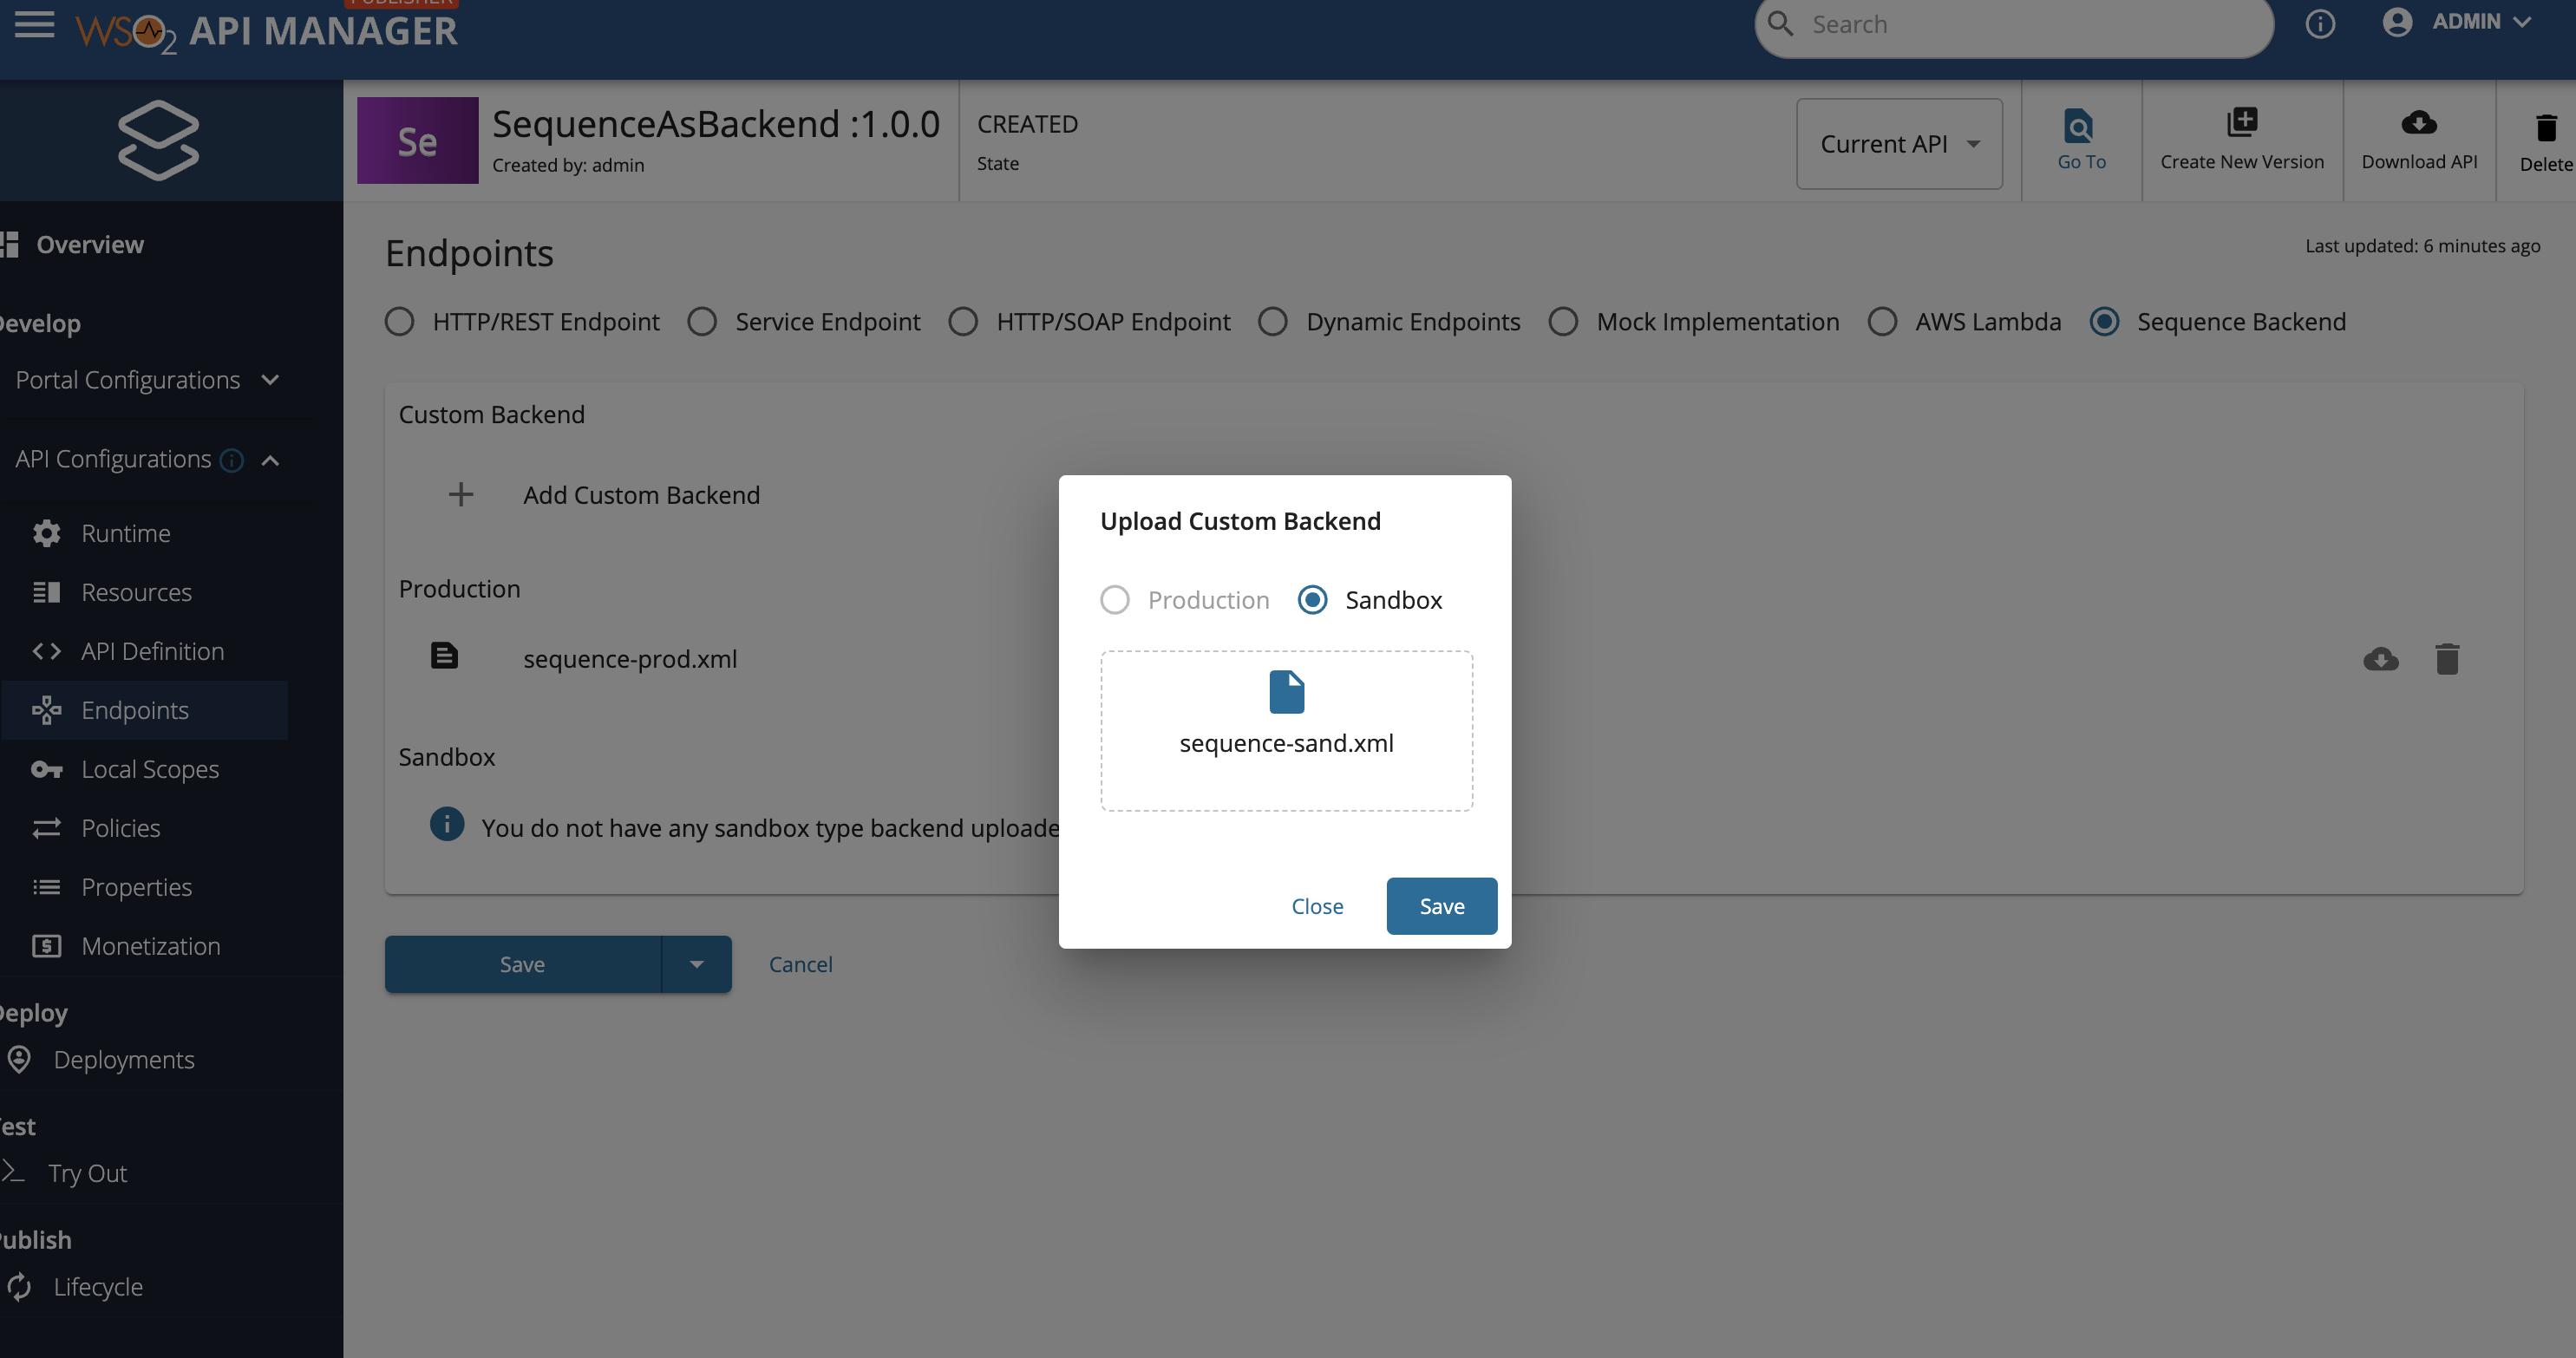 PUBLISHER
WSO2 API MANAGER
Search
ADMIN
Se
SequenceAsBackend :1.0.0
Created by: admin
CREATED
State
Current API
Go To
Create New Version
Download API
Delete
Overview
Develop
Portal Configurations
API Configurations
Runtime
Resources
API Definition
Endpoints
Local Scopes
Policies
Properties
Monetization
Deploy
Deployments
Test
Try Out
Publish
Lifecycle
Endpoints
Last updated: 6 minutes ago
HTTP/REST Endpoint
Service Endpoint
HTTP/SOAP Endpoint
Dynamic Endpoints
Mock Implementation
AWS Lambda
Sequence Backend
Custom Backend
Add Custom Backend
Production
sequence-prod.xml
Sandbox
You do not have any sandbox type backend uploade
Save
Cancel
Upload Custom Backend
Production
Sandbox
sequence-sand.xml
Close
Save